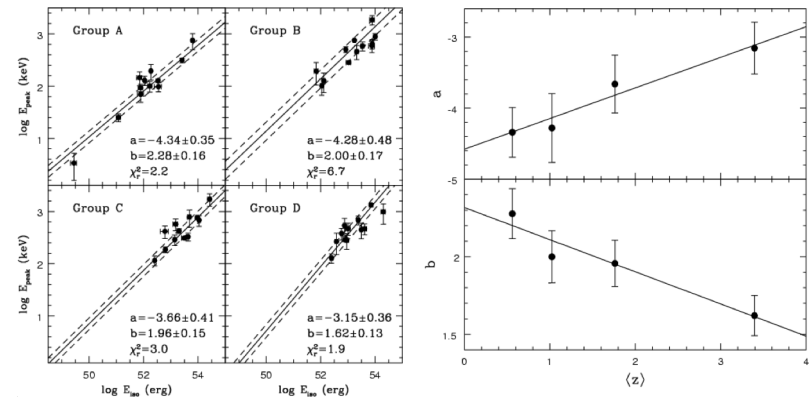 Group A
a=−4.34±0.35
b=2.28±0.16
χ²ᵣ=2.2
Group B
a=−4.28±0.48
b=2.00±0.17
χ²ᵣ=6.7
Group C
a=−3.66±0.41
b=1.96±0.15
χ²ᵣ=3.0
Group D
a=−3.15±0.36
b=1.62±0.13
χ²ᵣ=1.9
log E_peak (keV)
3
2
1
log E_peak (keV)
3
2
1
50 52 54
50 52 54
log E_iso (erg)
log E_iso (erg)
a
-3
-4
-5
b
2
1.5
0 1 2 3 4
⟨z⟩